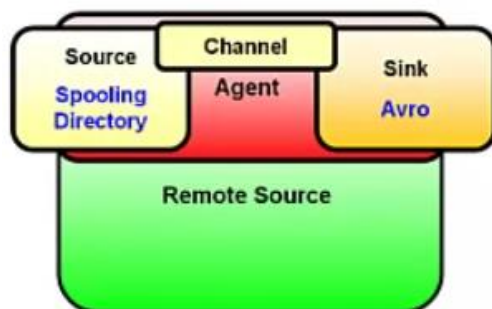 Source
Spooling
Directory
Channel
Agent
Sink
Avro
Remote Source